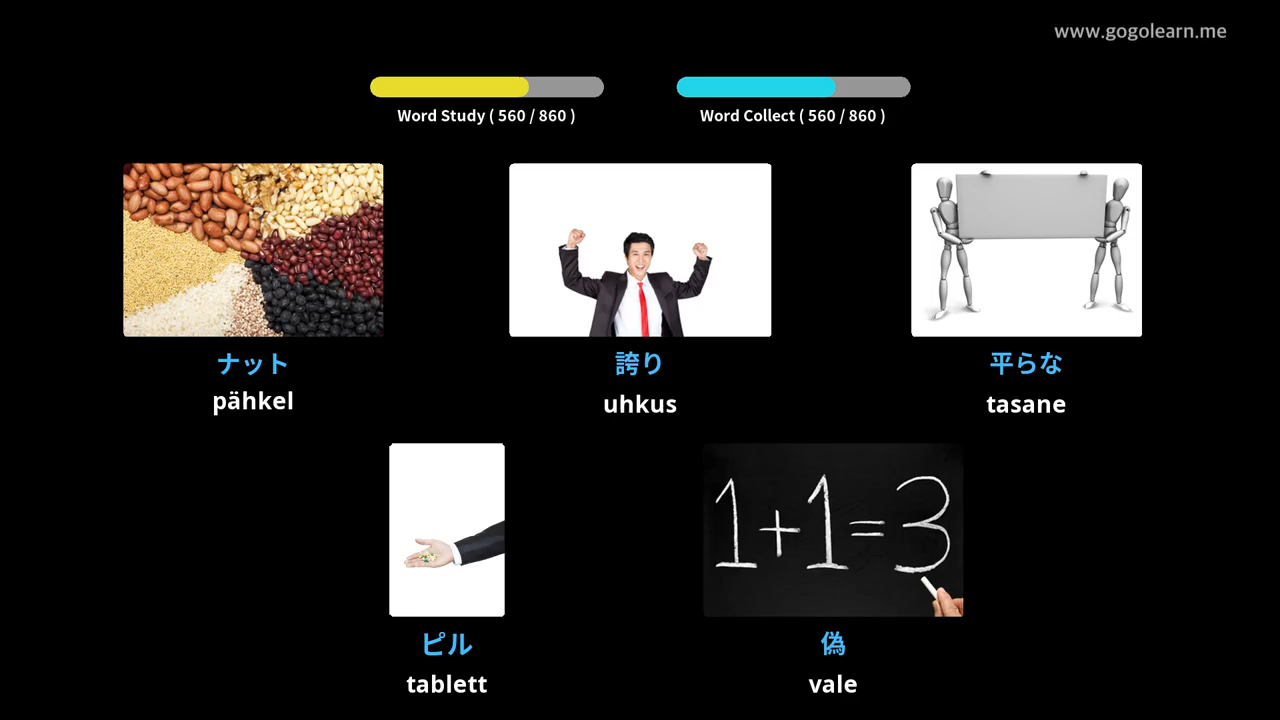 www.gogolearn.me
Word Study ( 560 / 860 )
Word Collect ( 560 / 860 )
ナット
pähkel
誇り
uhkus
平らな
tasane
ピル
tablett
1+1=3
偽
vale